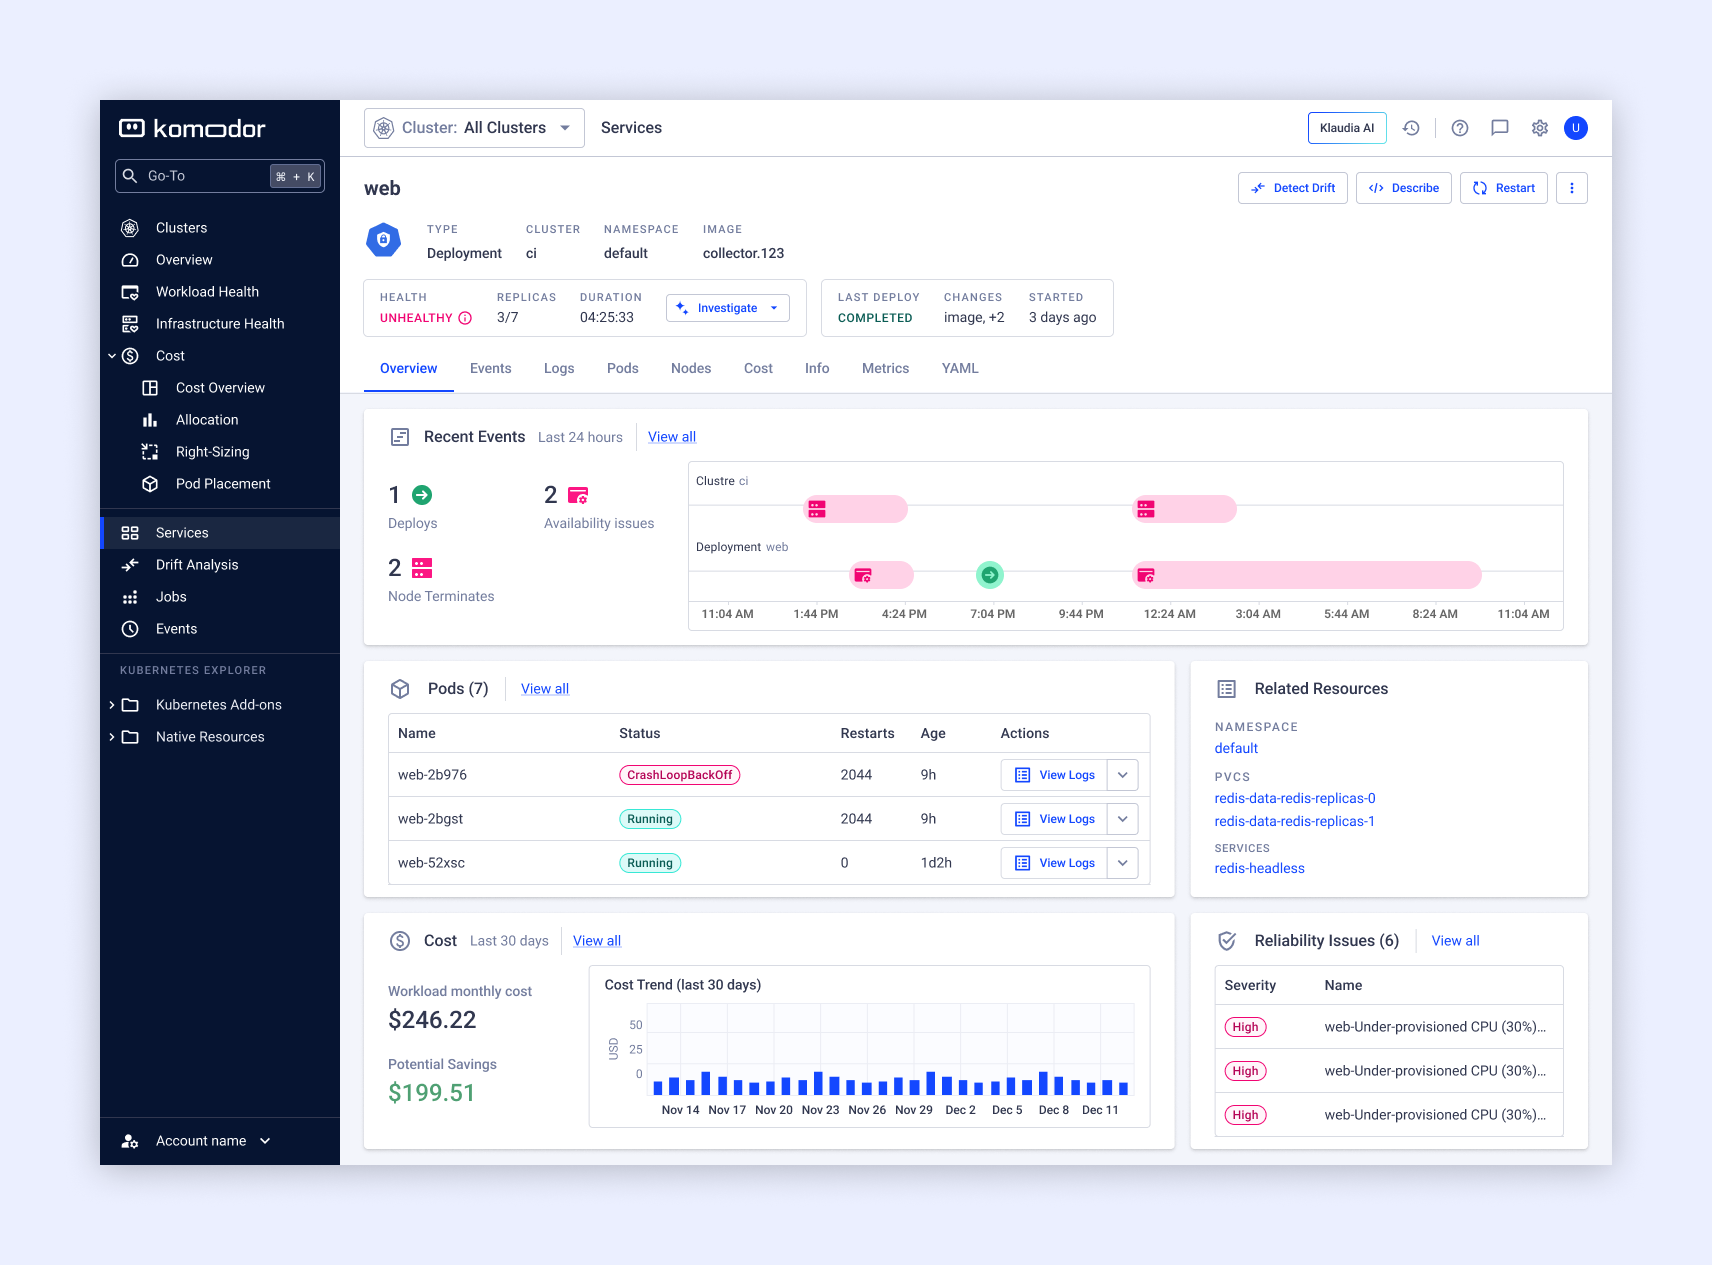 komodor
Go-To
⌘ + K
Clusters
Overview
Workload Health
Infrastructure Health
Cost
Cost Overview
Allocation
Right-Sizing
Pod Placement
Services
Drift Analysis
Jobs
Events
KUBERNETES EXPLORER
Kubernetes Add-ons
Native Resources
Account name
Cluster: All Clusters
Services
Klaudia AI
U
web
Detect Drift
Describe
Restart
TYPE CLUSTER NAMESPACE IMAGE
Deployment ci default collector.123
HEALTH REPLICAS DURATION
UNHEALTHY 3/7 04:25:33
Investigate
LAST DEPLOY CHANGES STARTED
COMPLETED image, +2 3 days ago
Overview Events Logs Pods Nodes Cost Info Metrics YAML
Recent Events Last 24 hours View all
1
Deploys
2
Availability issues
2
Node Terminates
Clustre ci
Deployment web
11:04 AM 1:44 PM 4:24 PM 7:04 PM 9:44 PM 12:24 AM 3:04 AM 5:44 AM 8:24 AM 11:04 AM
Pods (7) View all
Name Status Restarts Age Actions
web-2b976 CrashLoopBackOff 2044 9h View Logs
web-2bgst Running 2044 9h View Logs
web-52xsc Running 0 1d2h View Logs
Related Resources
NAMESPACE
default
PVCS
redis-data-redis-replicas-0
redis-data-redis-replicas-1
SERVICES
redis-headless
Cost Last 30 days View all
Workload monthly cost
$246.22
Potential Savings
$199.51
Cost Trend (last 30 days)
USD
50
25
0
Nov 14 Nov 17 Nov 20 Nov 23 Nov 26 Nov 29 Dec 2 Dec 5 Dec 8 Dec 11
Reliability Issues (6) View all
Severity Name
High web-Under-provisioned CPU (30%)...
High web-Under-provisioned CPU (30%)...
High web-Under-provisioned CPU (30%)...